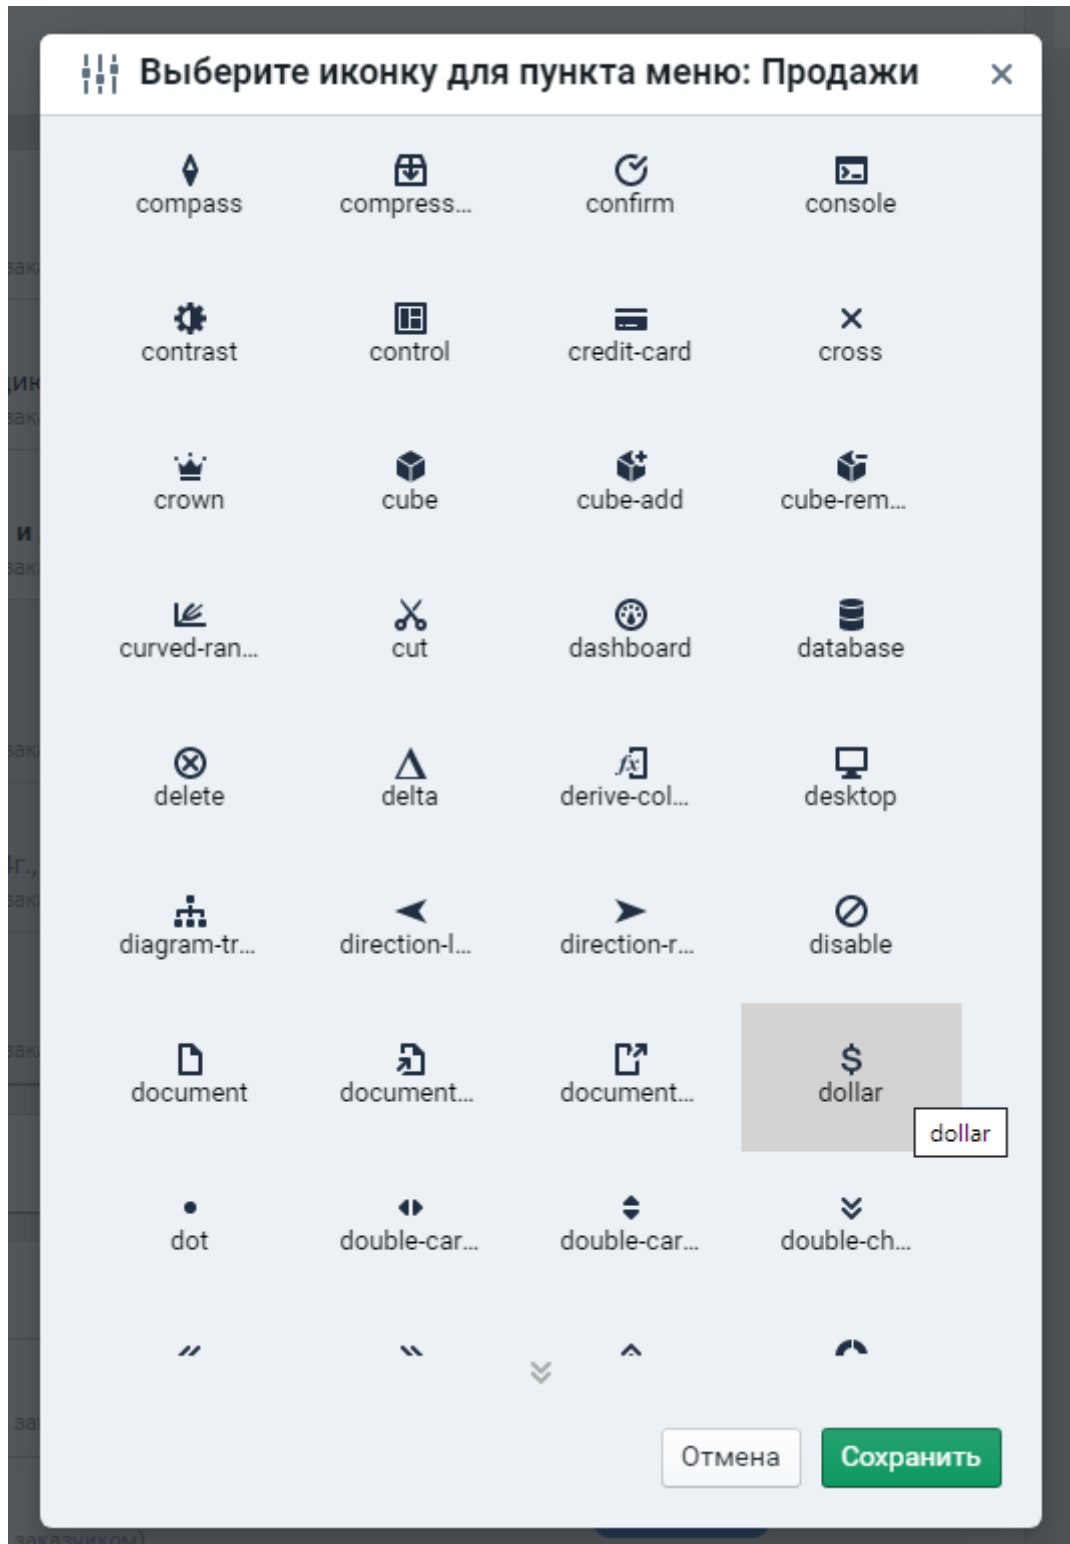 Выберите иконку для пункта меню: Продажи
compass compress... confirm console
contrast control credit-card cross
crown cube cube-add cube-rem...
curved-ran... cut dashboard database
delete delta derive-col... desktop
diagram-tr... direction-l... direction-r... disable
document document... document... dollar
dollar
dot double-car... double-car... double-ch...
Отмена Сохранить
заказчиком)